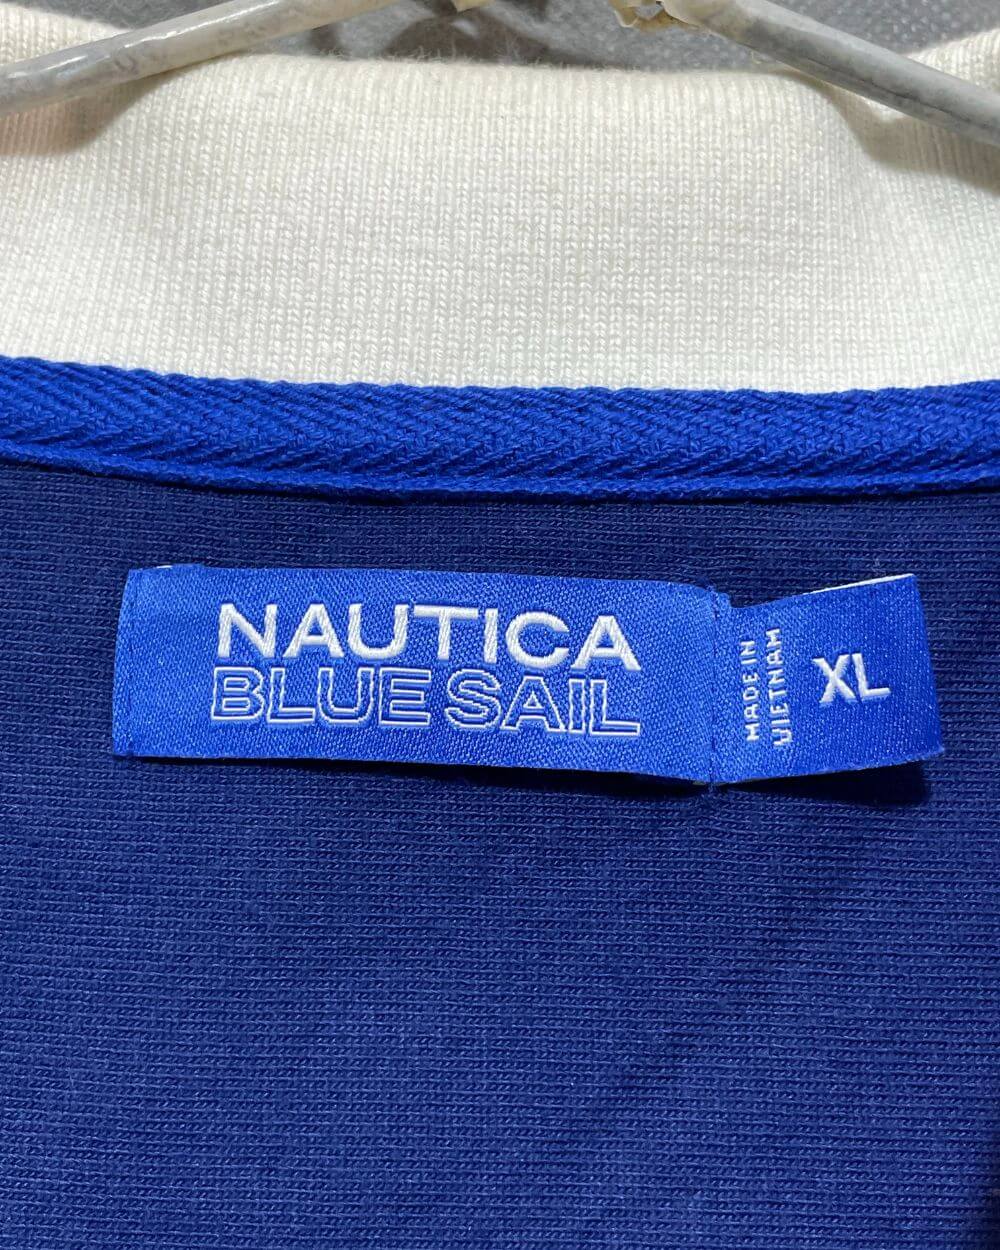 NAUTICA
BLUE SAIL
MADE IN
VIETNAM
XL